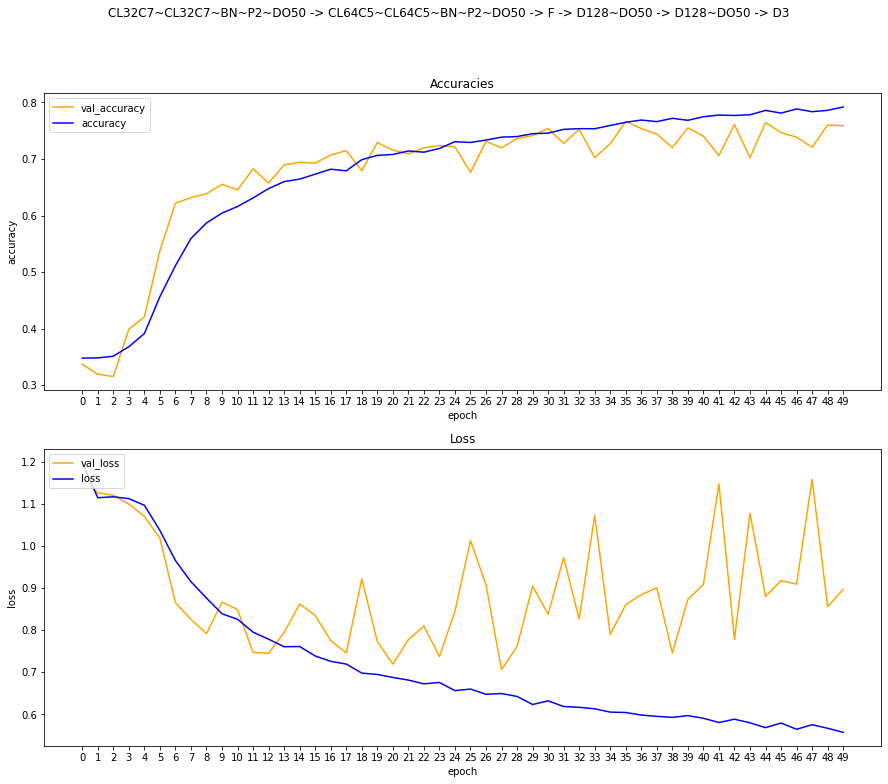 CL32C7~CL32C7~BN~P2~DO50 -> CL64C5~CL64C5~BN~P2~DO50 -> F -> D128~DO50 -> D128~DO50 -> D3
Accuracies
val_accuracy
accuracy
0.8
0.7
0.6
0.5
0.4
0.3
accuracy
0 1 2 3 4 5 6 7 8 9 10 11 12 13 14 15 16 17 18 19 20 21 22 23 24 25 26 27 28 29 30 31 32 33 34 35 36 37 38 39 40 41 42 43 44 45 46 47 48 49
epoch
Loss
val_loss
loss
1.2
1.1
1.0
0.9
0.8
0.7
0.6
loss
0 1 2 3 4 5 6 7 8 9 10 11 12 13 14 15 16 17 18 19 20 21 22 23 24 25 26 27 28 29 30 31 32 33 34 35 36 37 38 39 40 41 42 43 44 45 46 47 48 49
epoch